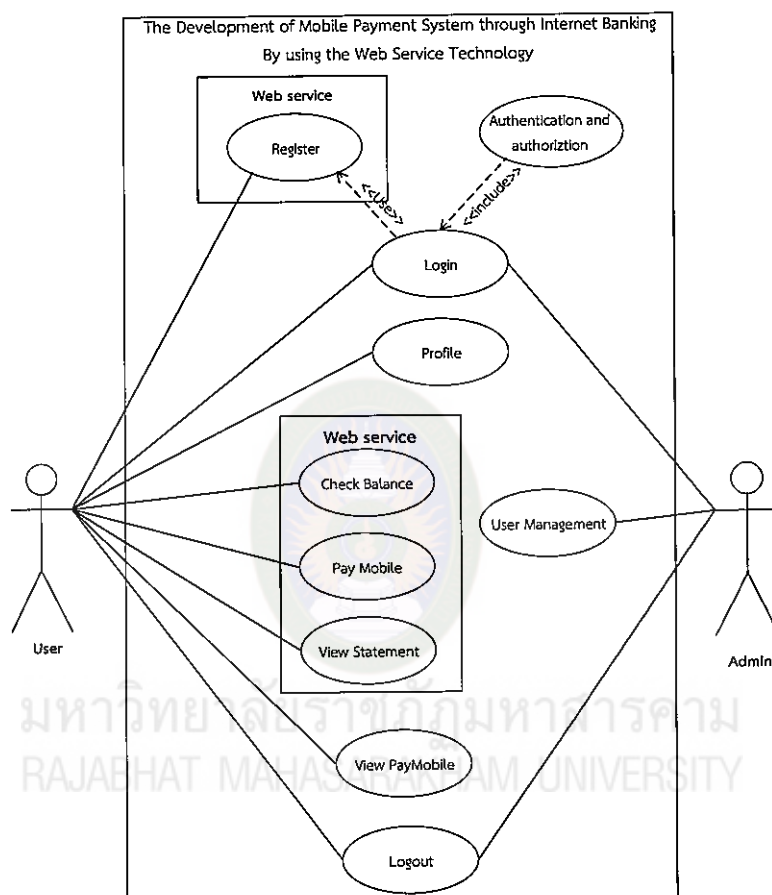 The Development of Mobile Payment System through Internet Banking
By using the Web Service Technology
Web service
Register
Authentication and
authoriztion
<<Use>>
<<include>>
Login
Profile
Web service
Check Balance
Pay Mobile
View Statement
User Management
User
Admin
มหาวิทยาลัยราชภัฏมหาสารคาม
RAJABHAT MAHASARAKHAM UNIVERSITY
View PayMobile
Logout